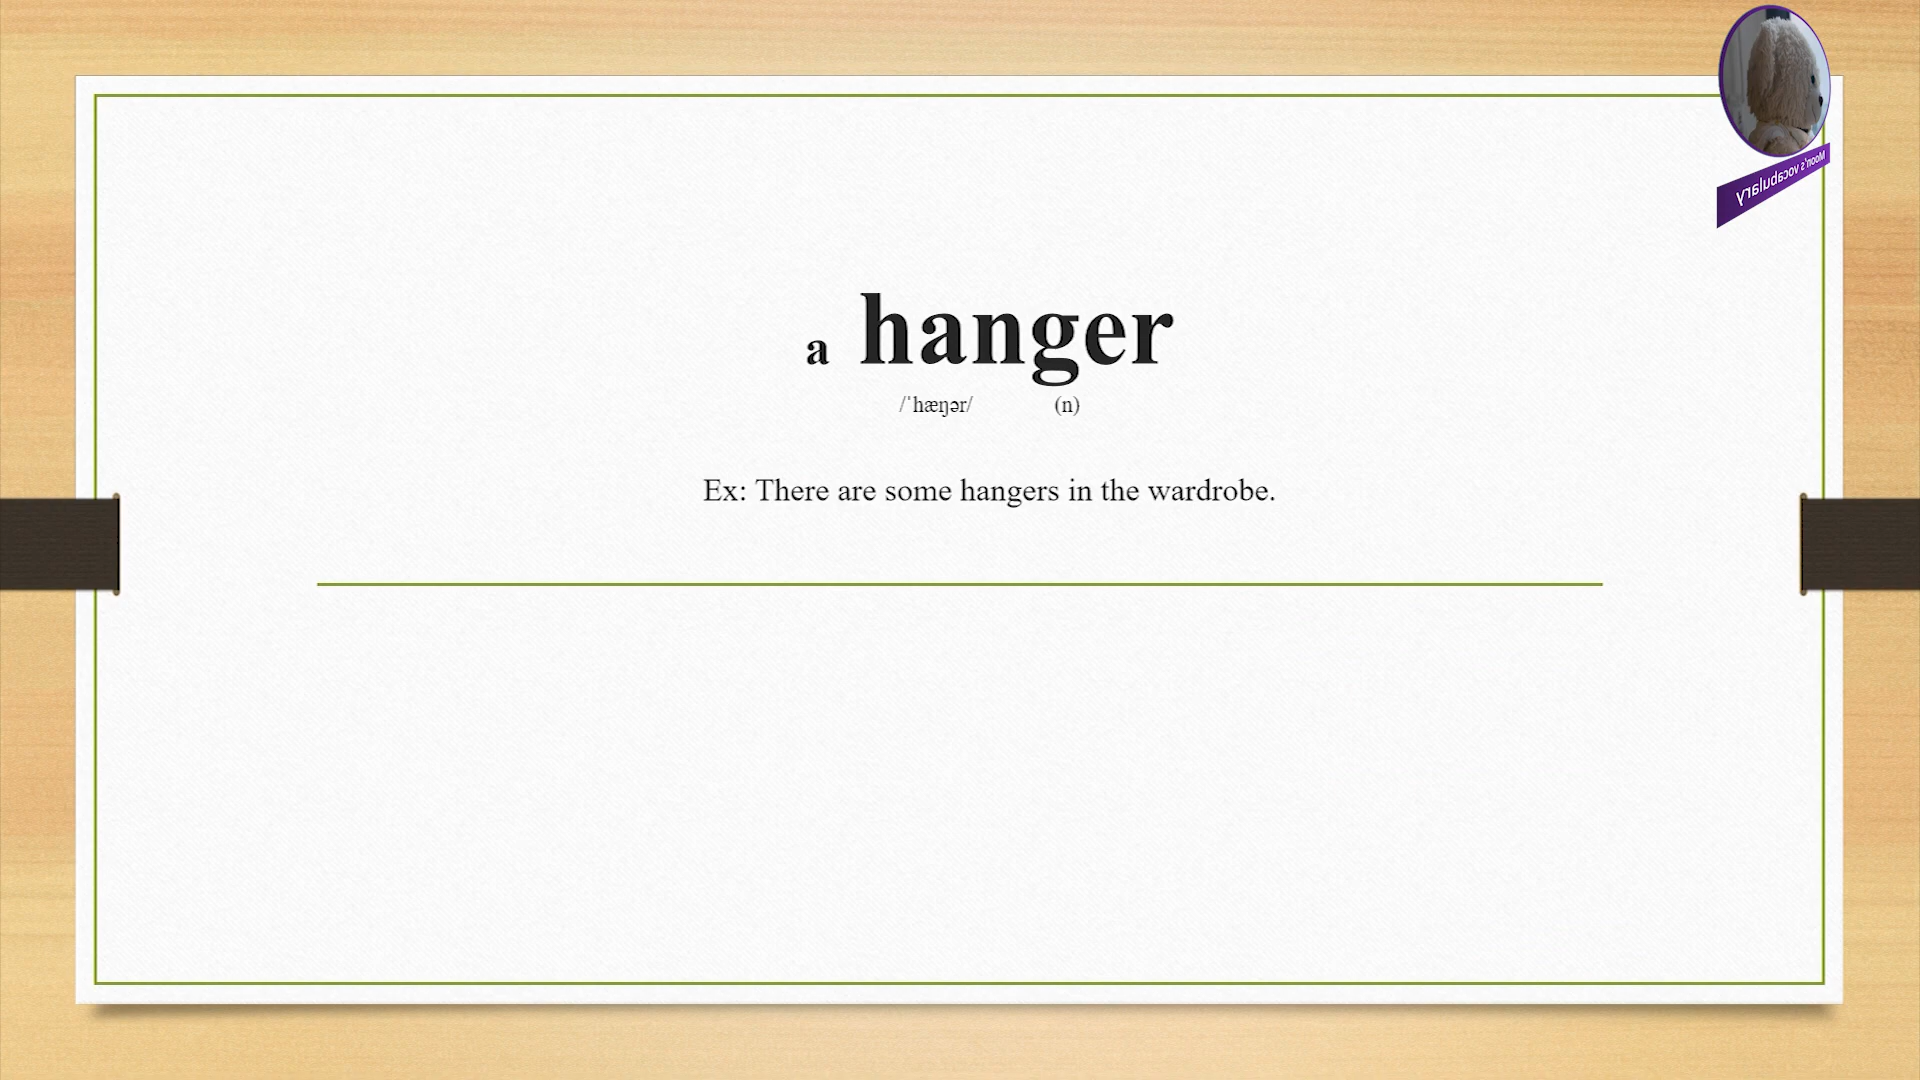 Moon's vocabulary
a hanger
/ˈhæŋər/ (n)
Ex: There are some hangers in the wardrobe.